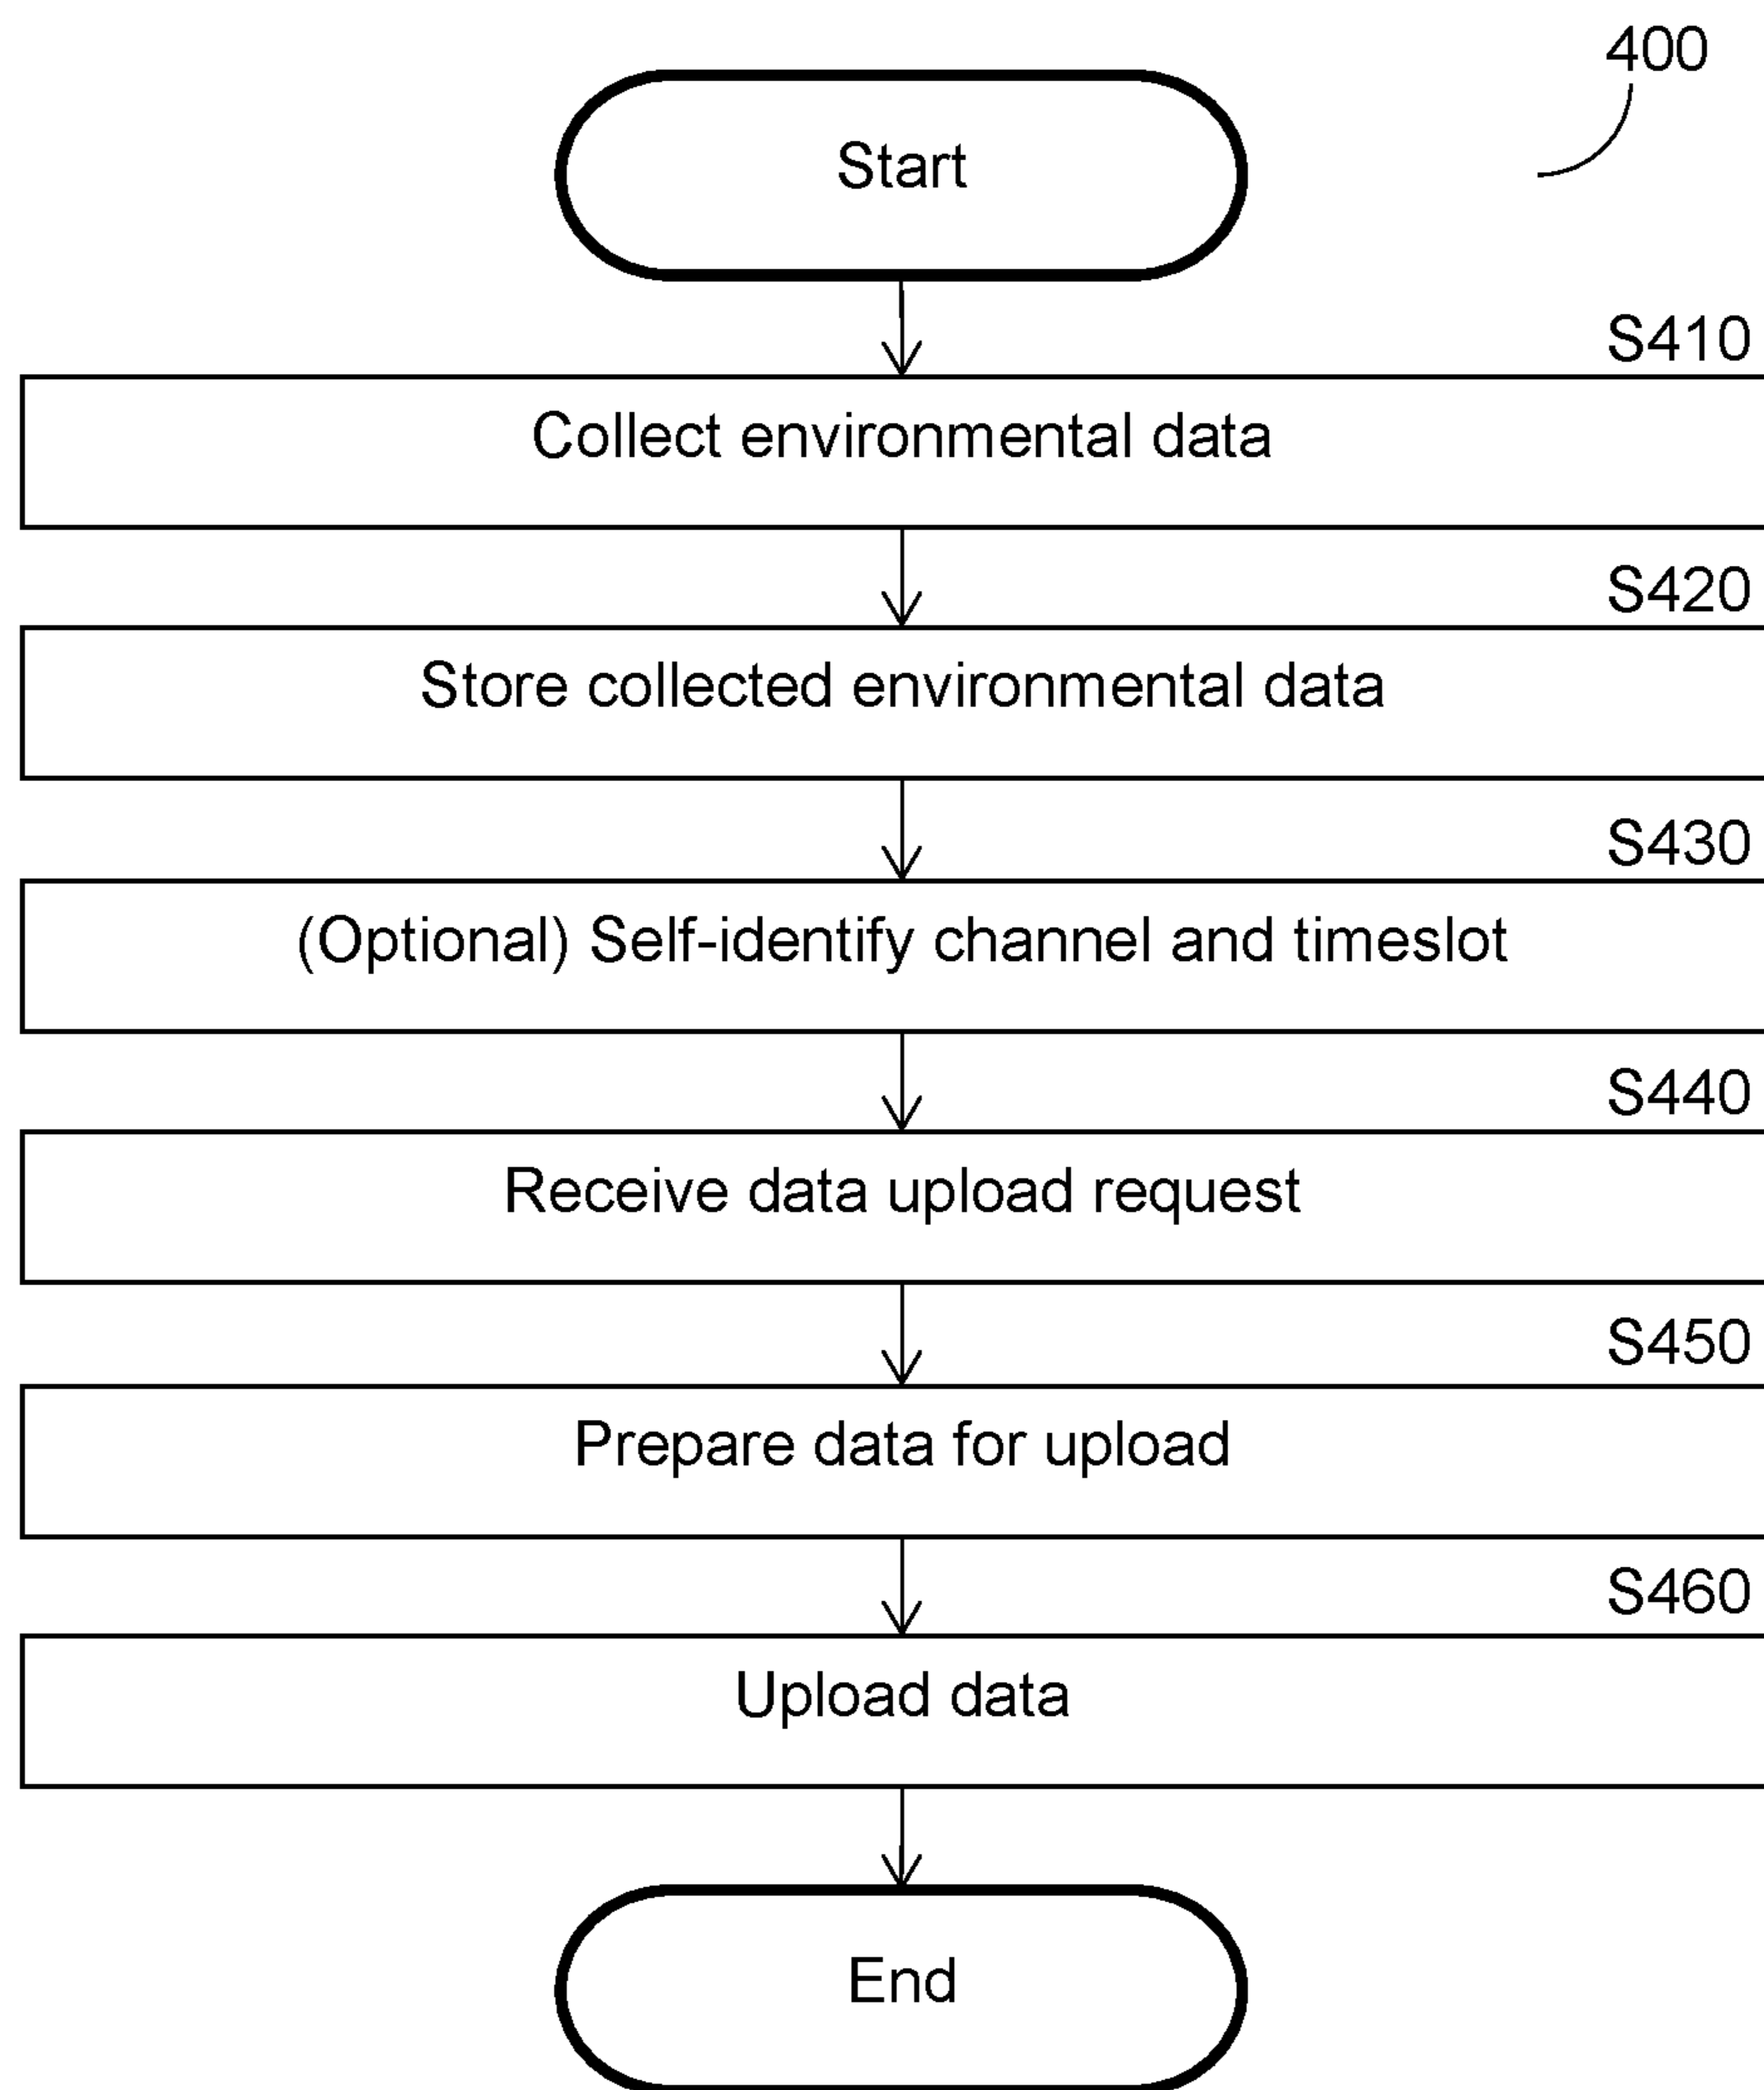 400
Start
S410
Collect environmental data
S420
Store collected environmental data
S430
(Optional) Self-identify channel and timeslot
S440
Receive data upload request
S450
Prepare data for upload
S460
Upload data
End